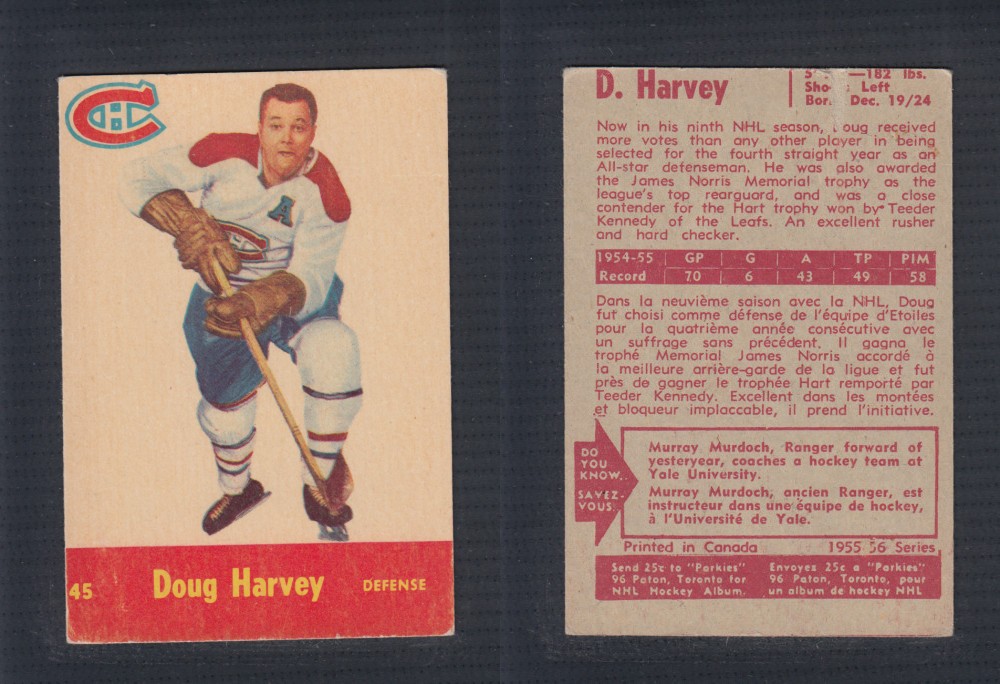 A
45 Doug Harvey DEFENSE
D. Harvey
—182 lbs.
Left
Dec. 19/24
Now in his ninth NHL season, oug received
more votes than any other player in being
selected for the fourth straight year as an
All-star defenseman. He was also awarded
the James Norris Memorial trophy as the
league's top rearguard, and was a close
contender for the Hart trophy won by Teeder
Kennedy of the Leafs. An excellent rusher
and hard checker.
1954-55 GP G A TP PIM
Record 70 6 43 49 58
Dans la neuvième saison avec la NHL, Doug
fut choisi comme défense de l'équipe d'Etoiles
pour la quatrième année consécutive avec
un suffrage sans précédent. Il gagna le
trophé Memorial James Norris accordé à
la meilleure arrière-garde de la ligue et fut
près de gagner le trophée Hart remporté par
Teeder Kennedy. Excellent dans les montées
et bloqueur implaccable, il prend l'initiative.
DO
YOU
KNOW..
SAVEZ-
VOUS.
Murray Murdoch, Ranger forward of
yesteryear, coaches a hockey team at
Yale University.
Murray Murdoch, ancien Ranger, est
instructeur dans une équipe de hockey,
à l'Université de Yale.
Printed in Canada 1955 56 Series
Send 25c to "Parkies"
96 Paton, Toronto for
NHL Hockey Album.
Envoyez 25c a "Parkies"
96 Paton, Toronto, pour
un album de hockey NHL